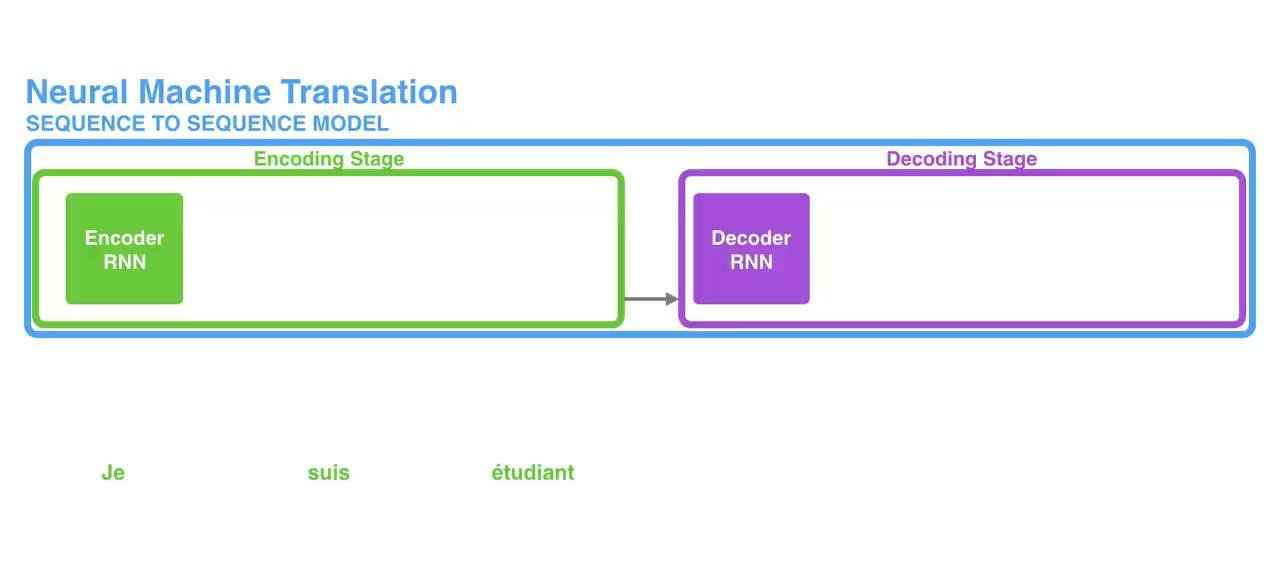 Neural Machine Translation
SEQUENCE TO SEQUENCE MODEL
Encoding Stage
Decoding Stage
Encoder
RNN
Decoder
RNN
Je suis étudiant